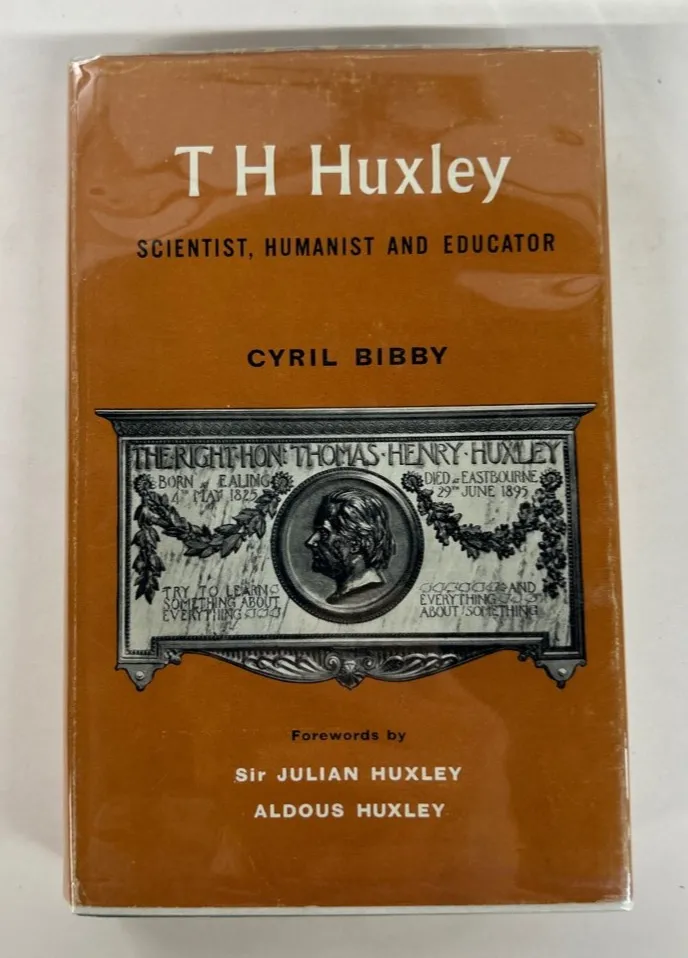 T H Huxley
SCIENTIST, HUMANIST AND EDUCATOR
CYRIL BIBBY
THE·RIGHT·HON: THOMAS·HENRY·HUXLEY
BORN AT EALING
4TH MAY 1825
DIED AT EASTBOURNE
29TH JUNE 1895
TRY TO LEARN
SOMETHING ABOUT
EVERYTHING
AND
EVERYTHING
ABOUT SOMETHING
Forewords by
Sir JULIAN HUXLEY
ALDOUS HUXLEY